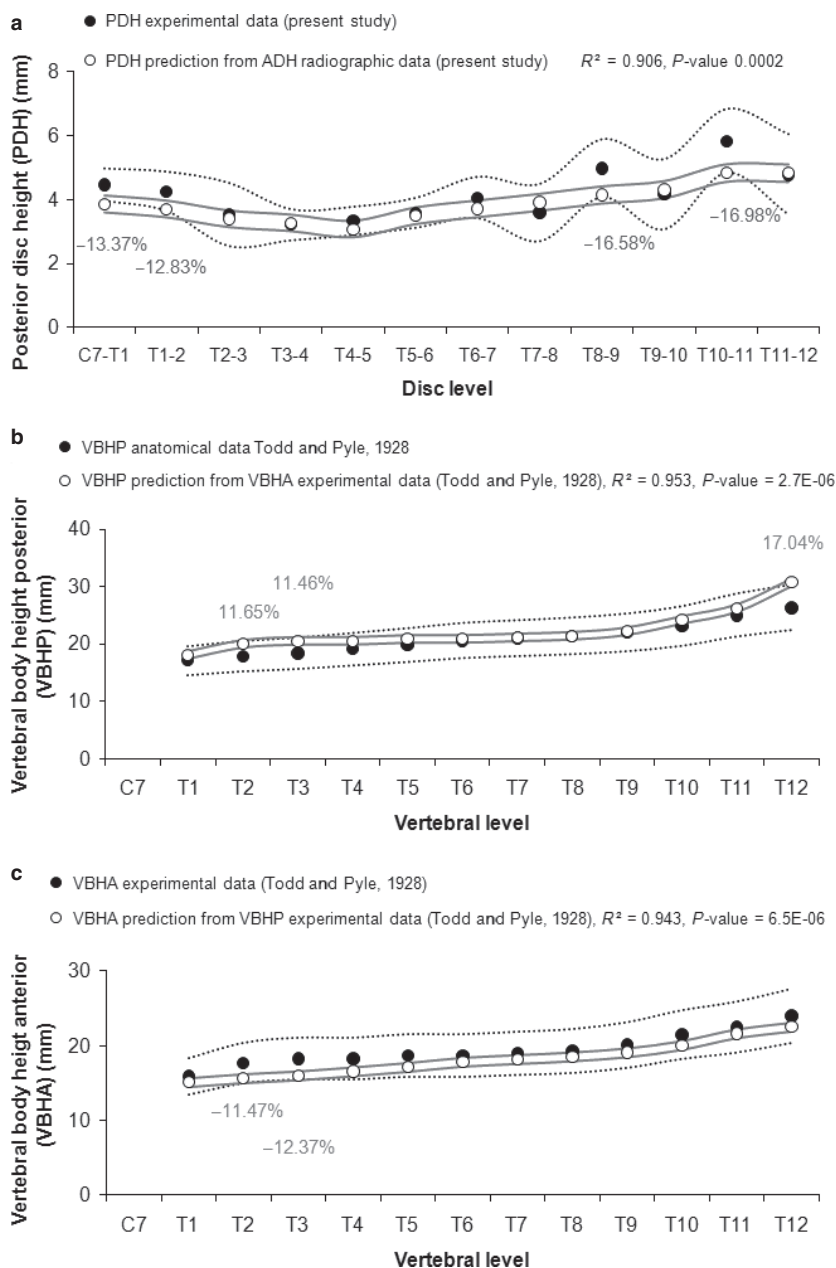 a
PDH experimental data (present study)
PDH prediction from ADH radiographic data (present study) R² = 0.906, P-value 0.0002
Posterior disc height (PDH) (mm)
8
6
4
2
0
–13.37%
–12.83%
–16.58%
–16.98%
C7-T1 T1-2 T2-3 T3-4 T4-5 T5-6 T6-7 T7-8 T8-9 T9-10 T10-11 T11-12
Disc level
b
VBHP anatomical data Todd and Pyle, 1928
VBHP prediction from VBHA experimental data (Todd and Pyle, 1928), R² = 0.953, P-value = 2.7E-06
Vertebral body height posterior
(VBHP) (mm)
40
30
20
10
0
11.65%
11.46%
17.04%
C7 T1 T2 T3 T4 T5 T6 T7 T8 T9 T10 T11 T12
Vertebral level
c
VBHA experimental data (Todd and Pyle, 1928)
VBHA prediction from VBHP experimental data (Todd and Pyle, 1928), R² = 0.943, P-value = 6.5E-06
Vertebral body heigt anterior
(VBHA) (mm)
30
20
10
0
–11.47%
–12.37%
C7 T1 T2 T3 T4 T5 T6 T7 T8 T9 T10 T11 T12
Vertebral level